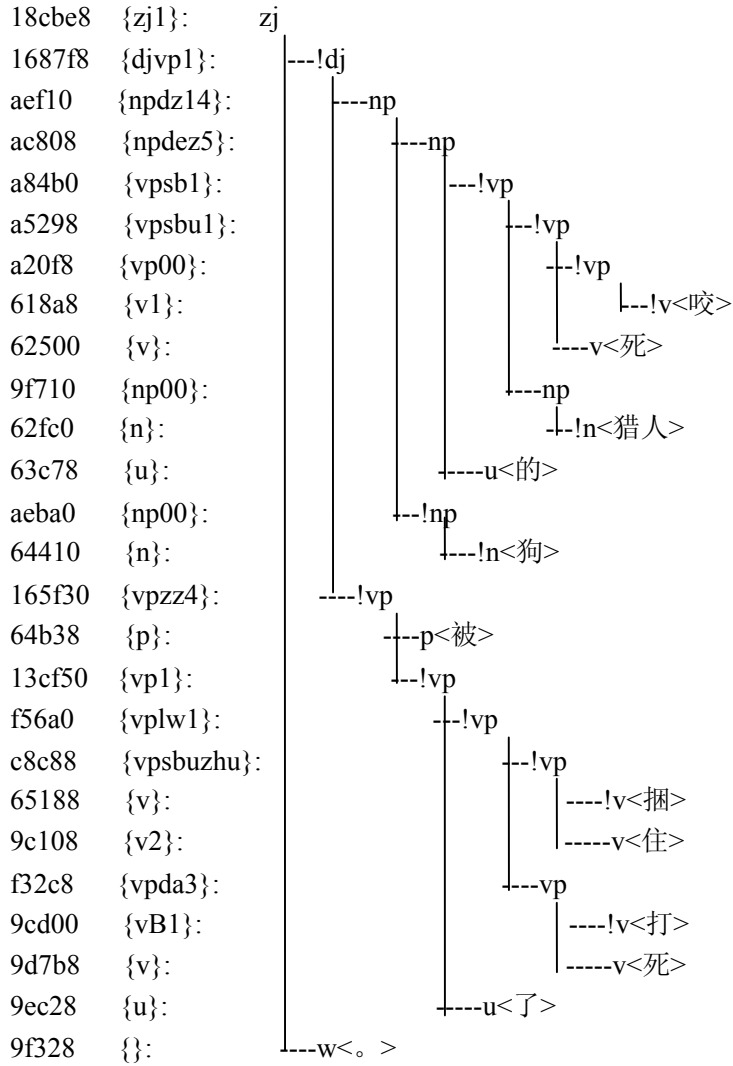 18cbe8 {zj1}: zj
1687f8 {djvp1}: ---!dj
aef10 {npdz14}: ----np
ac808 {npdez5}: ----np
a84b0 {vpsb1}: ---!vp
a5298 {vpsbu1}: ---!vp
a20f8 {vp00}: ---!vp
618a8 {v1}: ---!v<咬>
62500 {v}: ----v<死>
9f710 {np00}: ----np
62fc0 {n}: ---!n<猎人>
63c78 {u}: -----u<的>
aeba0 {np00}: ---!np
64410 {n}: ----!n<狗>
165f30 {vpzz4}: ----!vp
64b38 {p}: ----p<被>
13cf50 {vp1}: ---!vp
f56a0 {vplw1}: ---!vp
c8c88 {vpsbuzhu}: ---!vp
65188 {v}: ----!v<捆>
9c108 {v2}: -----v<住>
f32c8 {vpda3}: ----vp
9cd00 {vB1}: ----!v<打>
9d7b8 {v}: -----v<死>
9ec28 {u}: -----u<了>
9f328 {}: ----w<。>